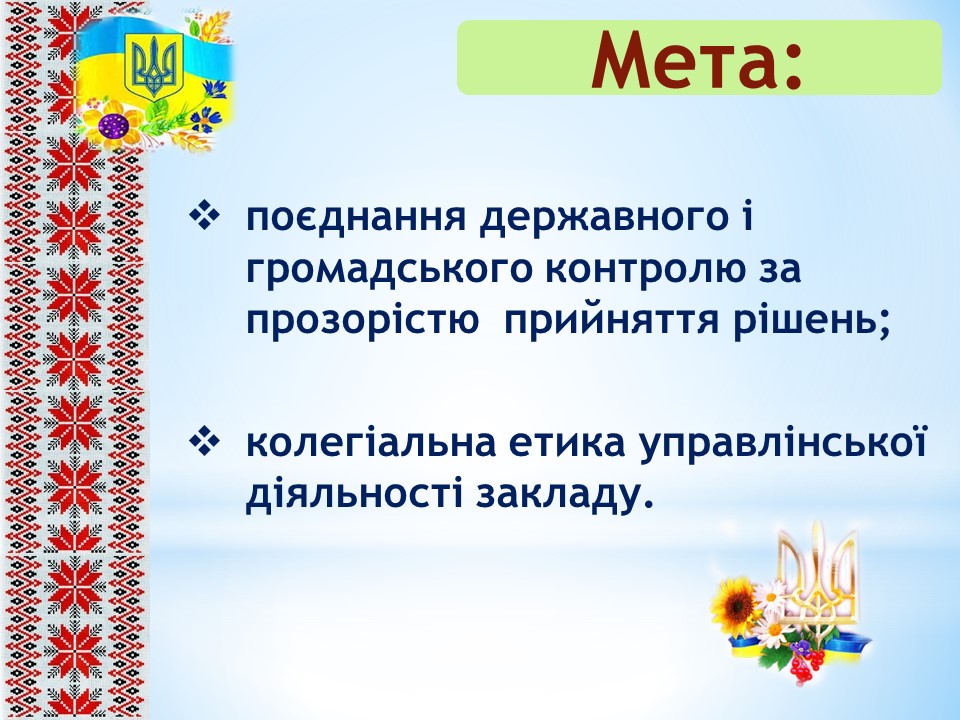 Мета:
❖ поєднання державного і
громадського контролю за
прозорістю  прийняття рішень;
❖ колегіальна етика управлінської
діяльності закладу.